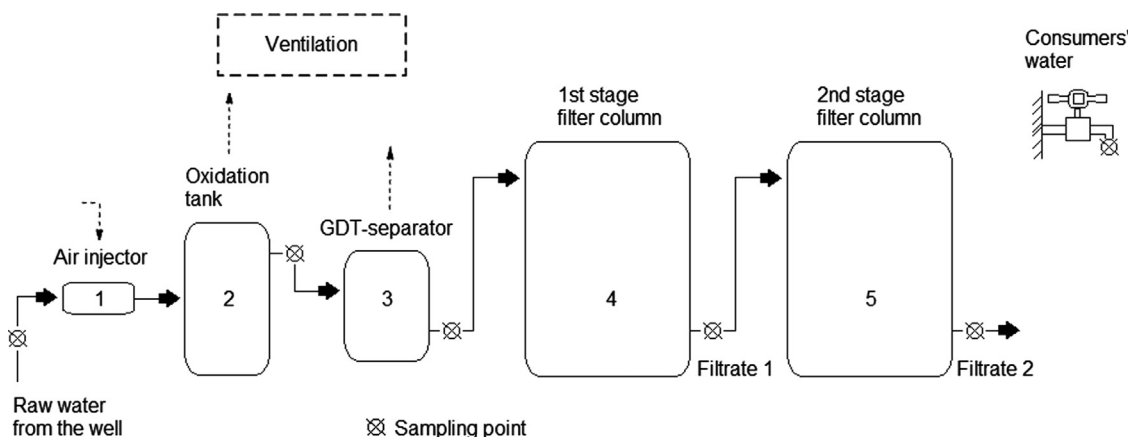 Ventilation
Consumers'
water
1st stage
filter column
2nd stage
filter column
Oxidation
tank
GDT-separator
Air injector
1
2
3
4
5
Filtrate 1
Filtrate 2
Raw water
from the well
Sampling point